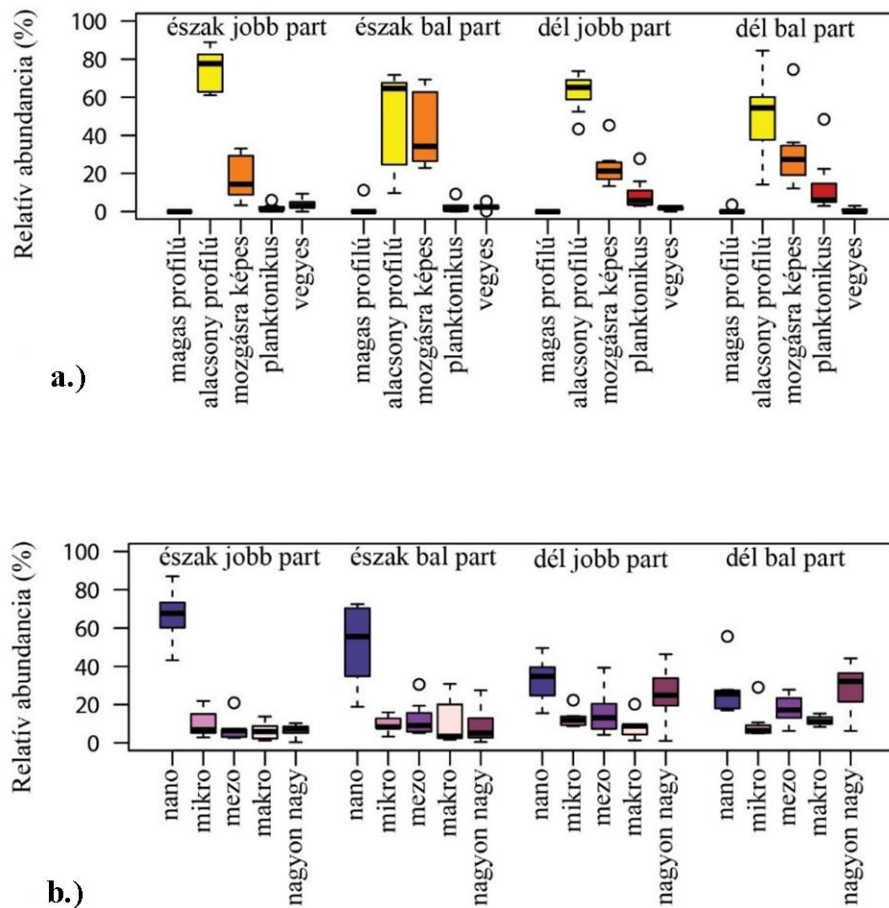 észak jobb part észak bal part dél jobb part dél bal part
Relatív abundancia (%)
100
80
60
40
20
0
magas profilú
alacsony profilú
mozgásra képes
planktonikus
vegyes
magas profilú
alacsony profilú
mozgásra képes
planktonikus
vegyes
magas profilú
alacsony profilú
mozgásra képes
planktonikus
vegyes
magas profilú
alacsony profilú
mozgásra képes
planktonikus
vegyes
a.)
észak jobb part észak bal part dél jobb part dél bal part
Relatív abundancia (%)
100
80
60
40
20
0
nano
mikro
mezo
makro
nagyon nagy
nano
mikro
mezo
makro
nagyon nagy
nano
mikro
mezo
makro
nagyon nagy
nano
mikro
mezo
makro
nagyon nagy
b.)